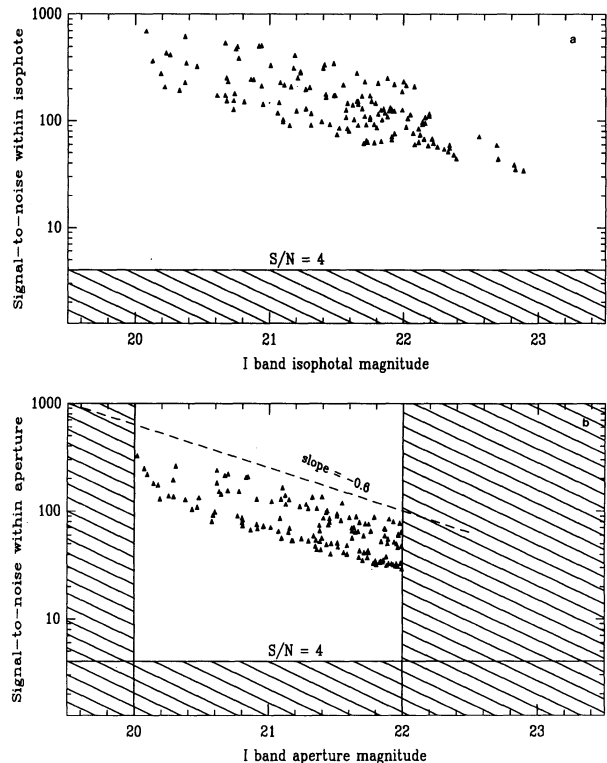 Signal-to-noise within isophote
1000
100
10
a
S/N = 4
20 21 22 23
I band isophotal magnitude
Signal-to-noise within aperture
1000
100
10
b
slope = -0.6
S/N = 4
20 21 22 23
I band aperture magnitude